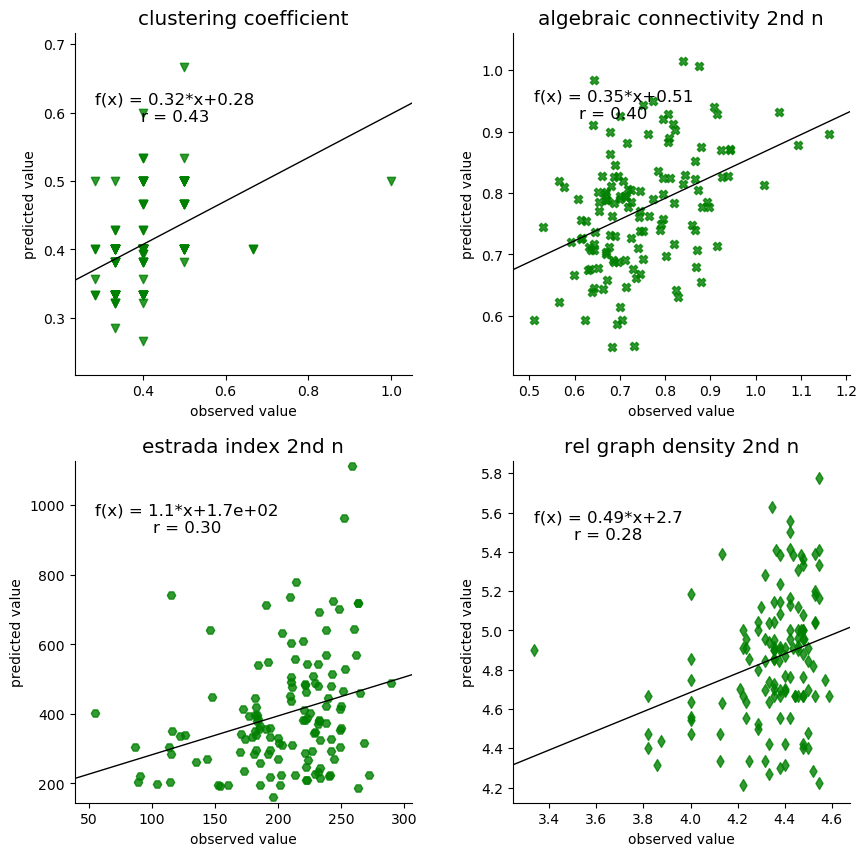 clustering coefficient
0.7
0.6
0.5
0.4
0.3
predicted value
f(x) = 0.32*x+0.28
r = 0.43
0.4
0.6
0.8
1.0
observed value
algebraic connectivity 2nd n
1.0
0.9
0.8
0.7
0.6
predicted value
f(x) = 0.35*x+0.51
r = 0.40
0.5
0.6
0.7
0.8
0.9
1.0
1.1
1.2
observed value
estrada index 2nd n
1000
800
600
400
200
predicted value
f(x) = 1.1*x+1.7e+02
r = 0.30
50
100
150
200
250
300
observed value
rel graph density 2nd n
5.8
5.6
5.4
5.2
5.0
4.8
4.6
4.4
4.2
predicted value
f(x) = 0.49*x+2.7
r = 0.28
3.4
3.6
3.8
4.0
4.2
4.4
4.6
observed value